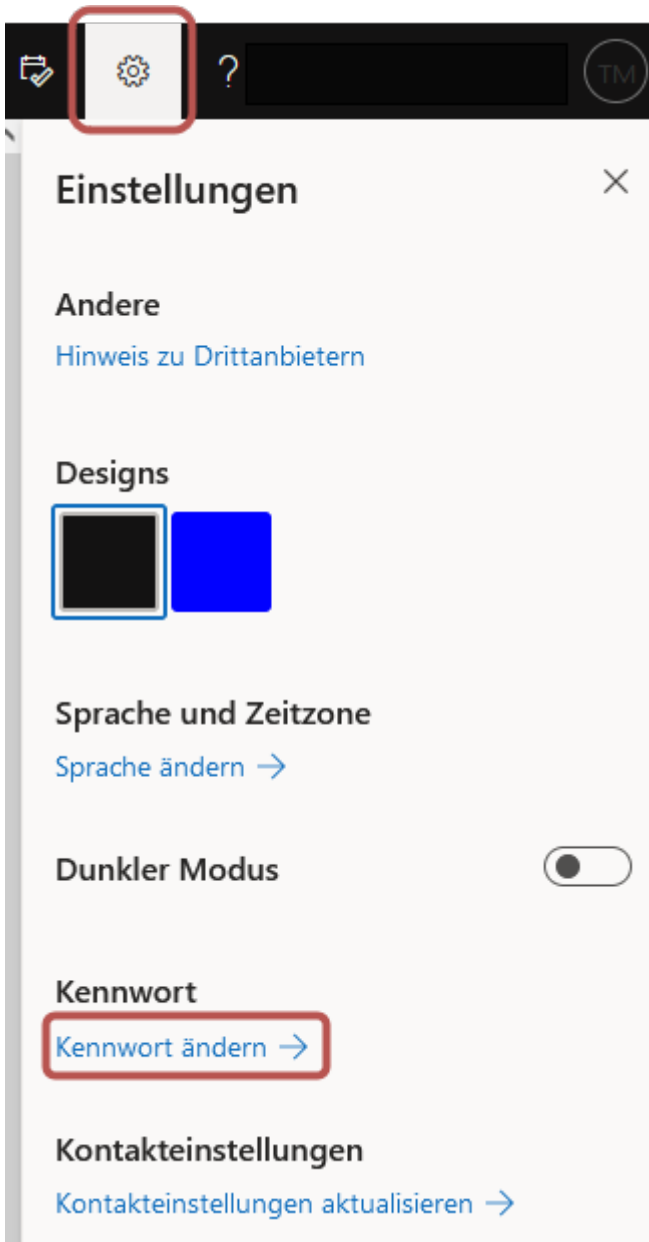 ?
TM
Einstellungen
Andere
Hinweis zu Drittanbietern
Designs
Sprache und Zeitzone
Sprache ändern →
Dunkler Modus
Kennwort
Kennwort ändern →
Kontakteinstellungen
Kontakteinstellungen aktualisieren →